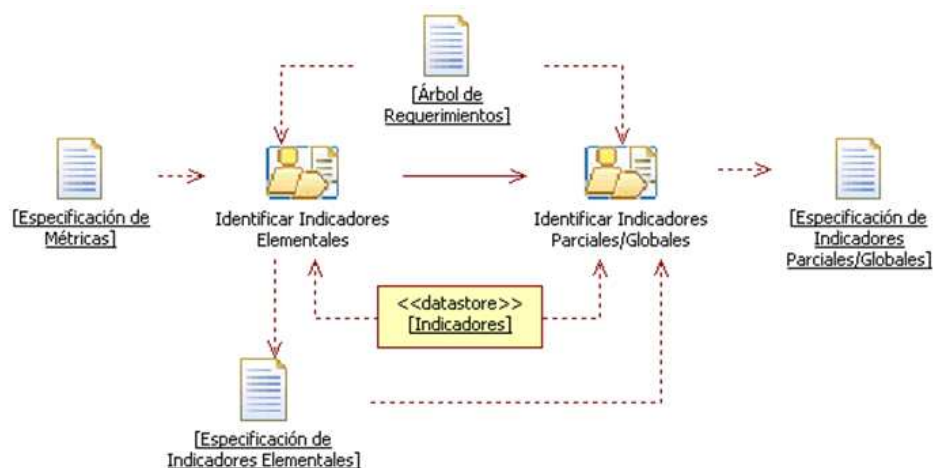 [Árbol de
Requerimientos]
[Especificación de
Métricas]
Identificar Indicadores
Elementales
Identificar Indicadores
Parciales/Globales
[Especificación de
Indicadores
Parciales/Globales]
<<datastore>>
[Indicadores]
[Especificación de
Indicadores Elementales]